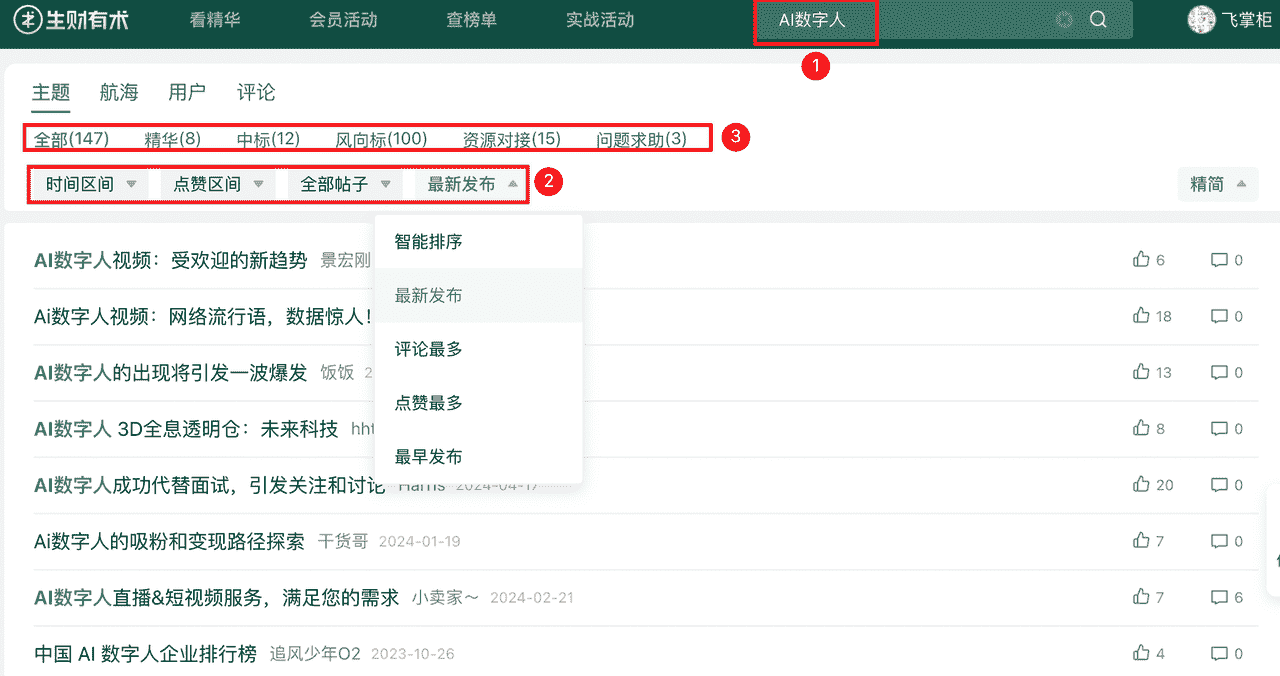 生财有术 看精华 会员活动 查榜单 实战活动 AI数字人 飞掌柜
1
主题 航海 用户 评论
全部(147) 精华(8) 中标(12) 风向标(100) 资源对接(15) 问题求助(3) 3
时间区间 点赞区间 全部帖子 最新发布 2 精简
智能排序
AI数字人视频：受欢迎的新趋势 景宏刚 6 0
最新发布
Ai数字人视频：网络流行语，数据惊人! 18 0
评论最多
AI数字人的出现将引发一波爆发 饭饭 2 13 0
点赞最多
AI数字人 3D全息透明仓：未来科技 hht 8 0
最早发布
AI数字人成功代替面试，引发关注和讨论 Harris 2024-04-17 20 0
Ai数字人的吸粉和变现路径探索 干货哥 2024-01-19 7 0
AI数字人直播&短视频服务，满足您的需求 小卖家～ 2024-02-21 7 6
中国 AI 数字人企业排行榜 追风少年O2 2023-10-26 4 0